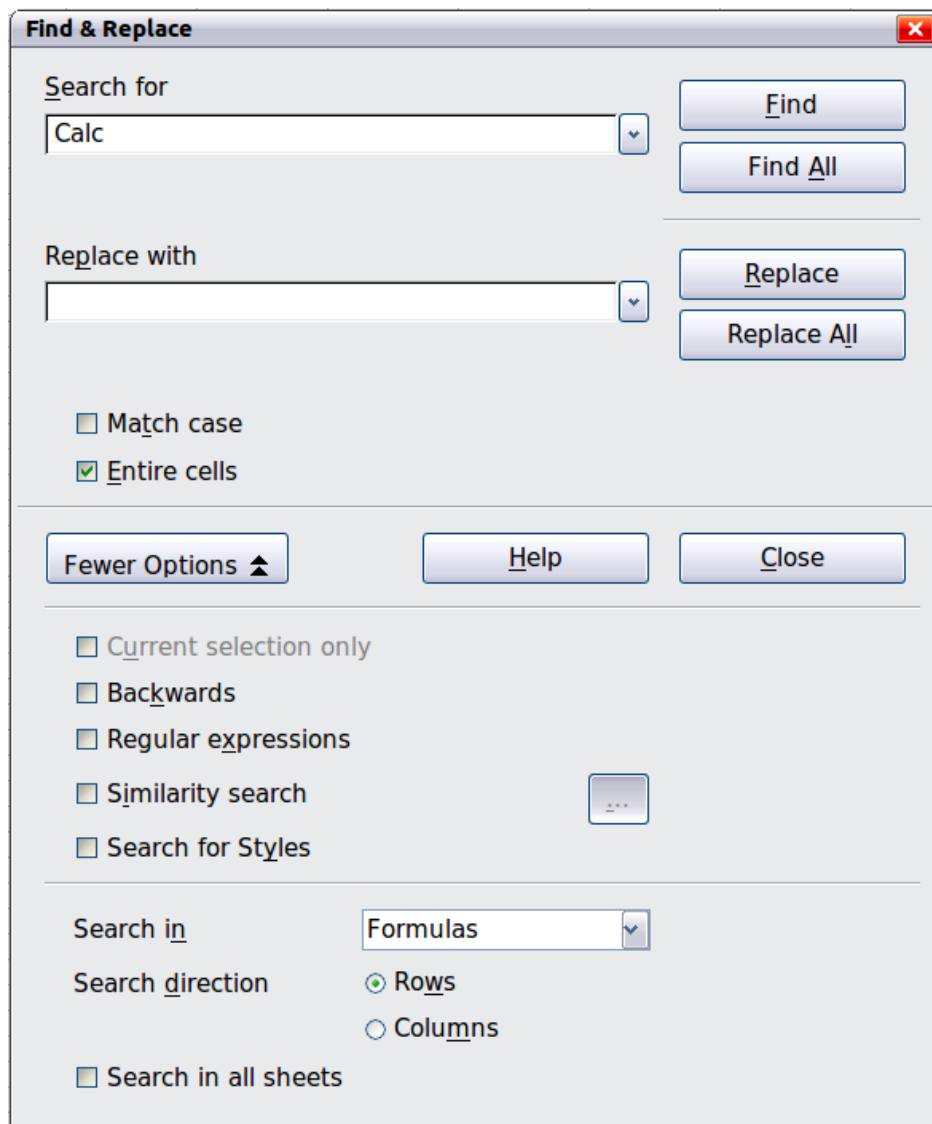 Find & Replace
Search for
Find
Calc
Find All
Replace with
Replace
Replace All
Match case
Entire cells
Fewer Options
Help
Close
Current selection only
Backwards
Regular expressions
Similarity search
...
Search for Styles
Search in
Formulas
Search direction
Rows
Columns
Search in all sheets